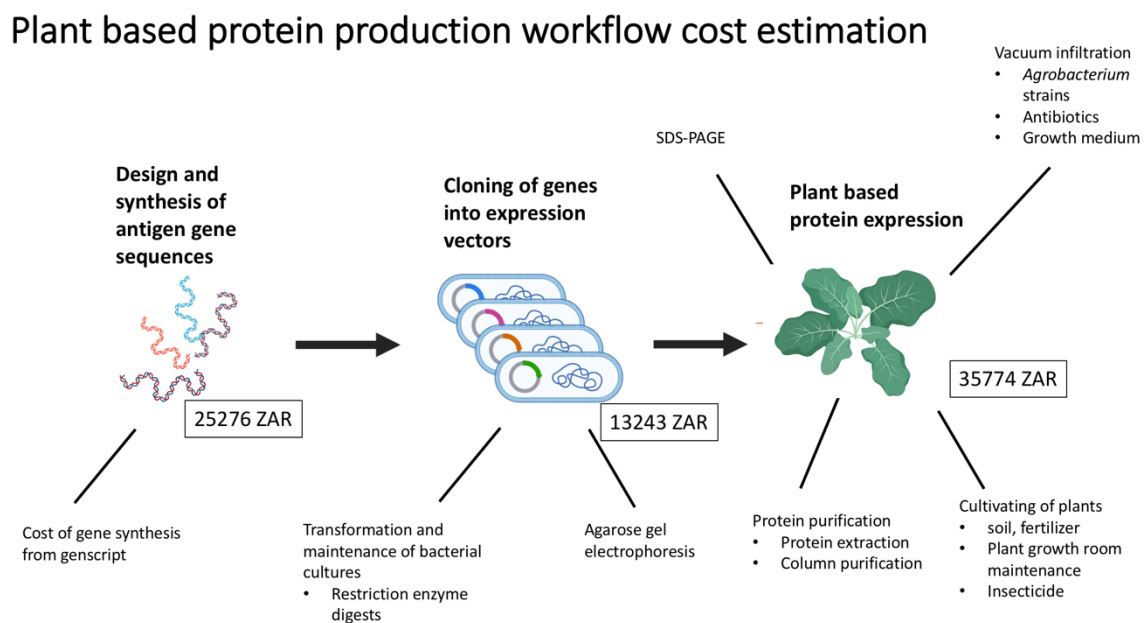 Plant based protein production workflow cost estimation
Vacuum infiltration
• Agrobacterium
strains
• Antibiotics
• Growth medium
SDS-PAGE
Design and
synthesis of
antigen gene
sequences
Cloning of genes
into expression
vectors
Plant based
protein expression
25276 ZAR
13243 ZAR
35774 ZAR
Cost of gene synthesis
from genscript
Transformation and
maintenance of bacterial
cultures
• Restriction enzyme
digests
Agarose gel
electrophoresis
Protein purification
• Protein extraction
• Column purification
Cultivating of plants
• soil, fertilizer
• Plant growth room
maintenance
• Insecticide